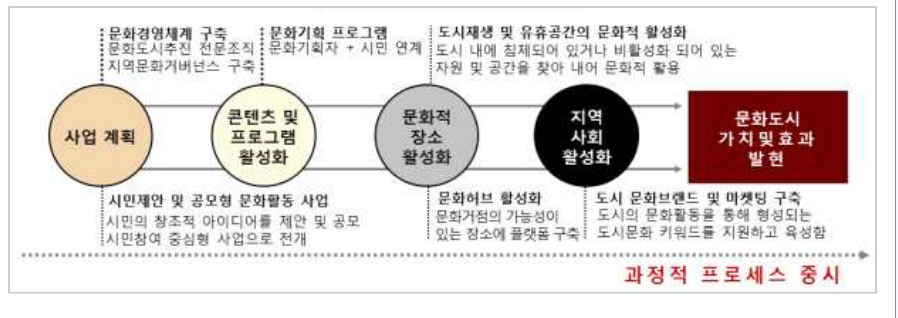 문화경영체계 구축
문화도시추진 전문조직
지역문화거버넌스 구축
문화기획 프로그램
문화기획자 + 시민 연계
도시재생 및 유휴공간의 문화적 활성화
도시 내에 침체되어 있거나 비활성화 되어 있는
자원 및 공간을 찾아 내어 문화적 활용
사업 계획
콘텐츠 및
프로그램
활성화
문화적
장소
활성화
지역
사회
활성화
문화도시
가치및효과
발현
시민제안 및 공모형 문화활동 사업
시민의 창조적 아이디어를 제안 및 공모
시민참여 중심형 사업으로 전개
문화허브 활성화
문화거점의 가능성이
있는 장소에 플랫폼 구축
도시 문화브랜드 및 마켓팅 구축
도시의 문화활동을 통해 형성되는
도시문화 키워드를 지원하고 육성함
과정적 프로세스 중시